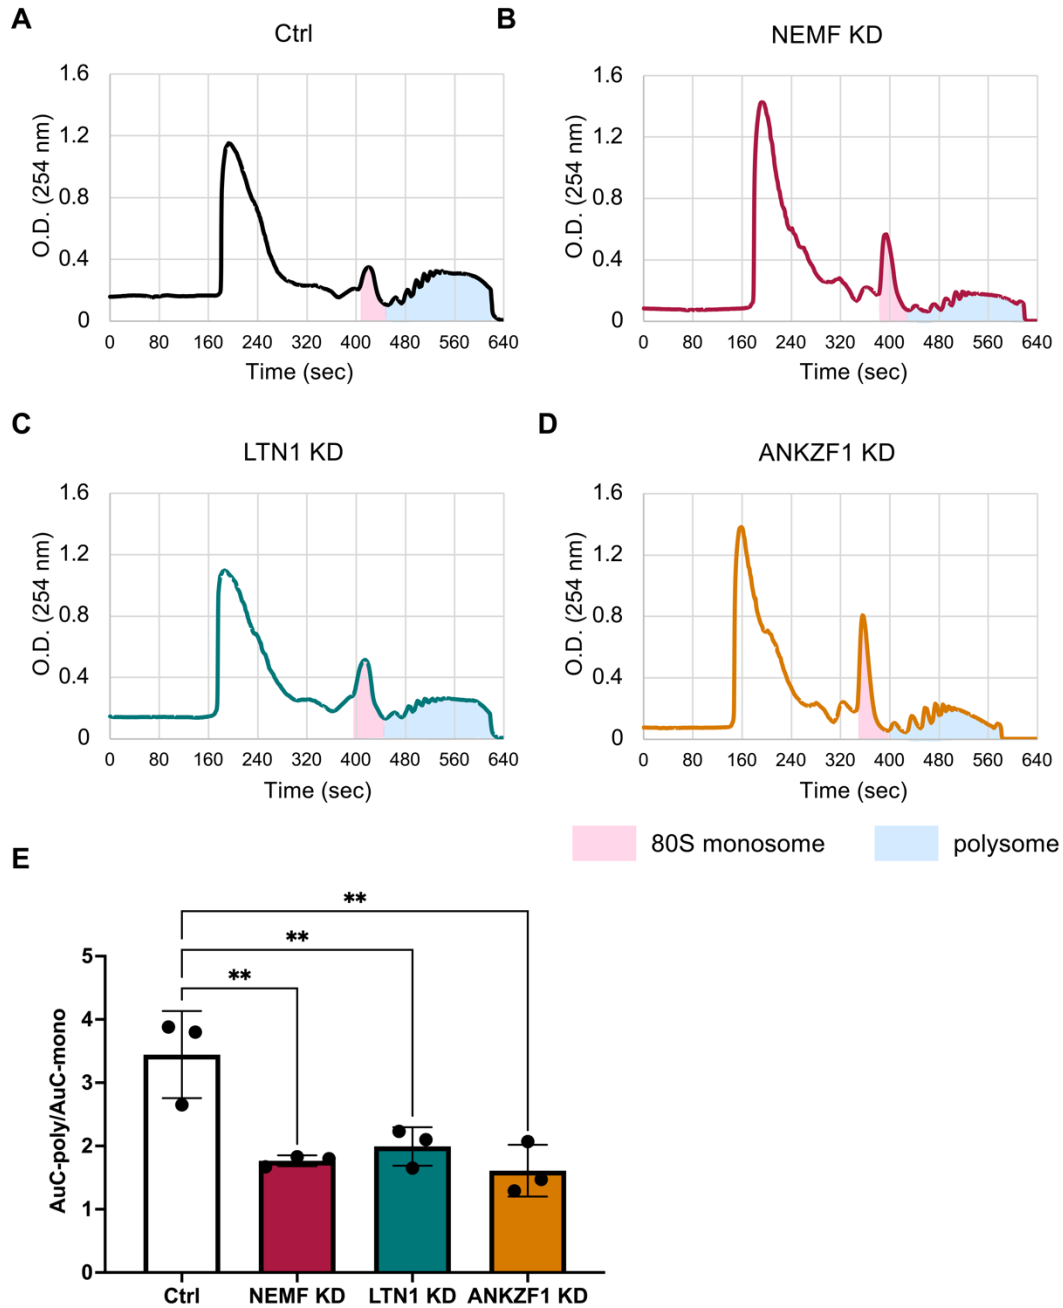 A
Ctrl
O.D. (254 nm)
1.6
1.2
0.8
0.4
0
0 80 160 240 320 400 480 560 640
Time (sec)
B
NEMF KD
O.D. (254 nm)
1.6
1.2
0.8
0.4
0
0 80 160 240 320 400 480 560 640
Time (sec)
C
LTN1 KD
O.D. (254 nm)
1.6
1.2
0.8
0.4
0
0 80 160 240 320 400 480 560 640
Time (sec)
D
ANKZF1 KD
O.D. (254 nm)
1.6
1.2
0.8
0.4
0
0 80 160 240 320 400 480 560 640
Time (sec)
80S monosome
polysome
E
**
**
**
AuC-poly/AuC-mono
5
4
3
2
1
0
Ctrl NEMF KD LTN1 KD ANKZF1 KD